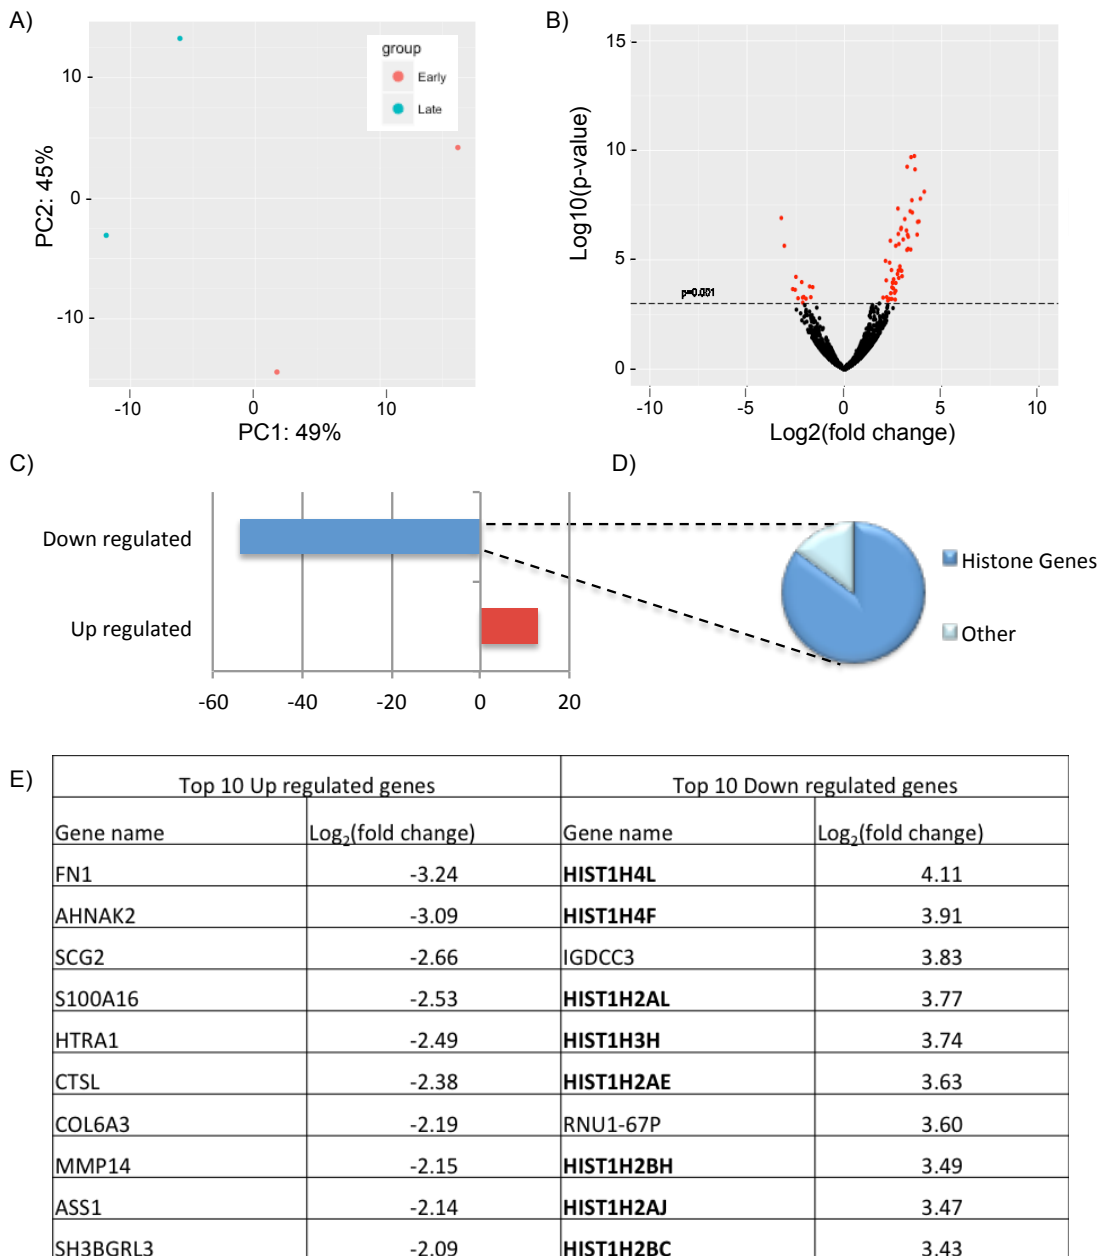 A)
group
Early
Late
10
0
-10
PC2: 45%
-10
0
10
PC1: 49%
B)
15
10
5
0
Log10(p-value)
p=0.001
-10
-5
0
5
10
Log2(fold change)
C)
Down regulated
Up regulated
-60
-40
-20
0
20
D)
Histone Genes
Other
E)
Top 10 Up regulated genes Top 10 Down regulated genes
Gene name Log2(fold change) Gene name Log2(fold change)
FN1 -3.24 HIST1H4L 4.11
AHNAK2 -3.09 HIST1H4F 3.91
SCG2 -2.66 IGDCC3 3.83
S100A16 -2.53 HIST1H2AL 3.77
HTRA1 -2.49 HIST1H3H 3.74
CTSL -2.38 HIST1H2AE 3.63
COL6A3 -2.19 RNU1-67P 3.60
MMP14 -2.15 HIST1H2BH 3.49
ASS1 -2.14 HIST1H2AJ 3.47
SH3BGRL3 -2.09 HIST1H2BC 3.43